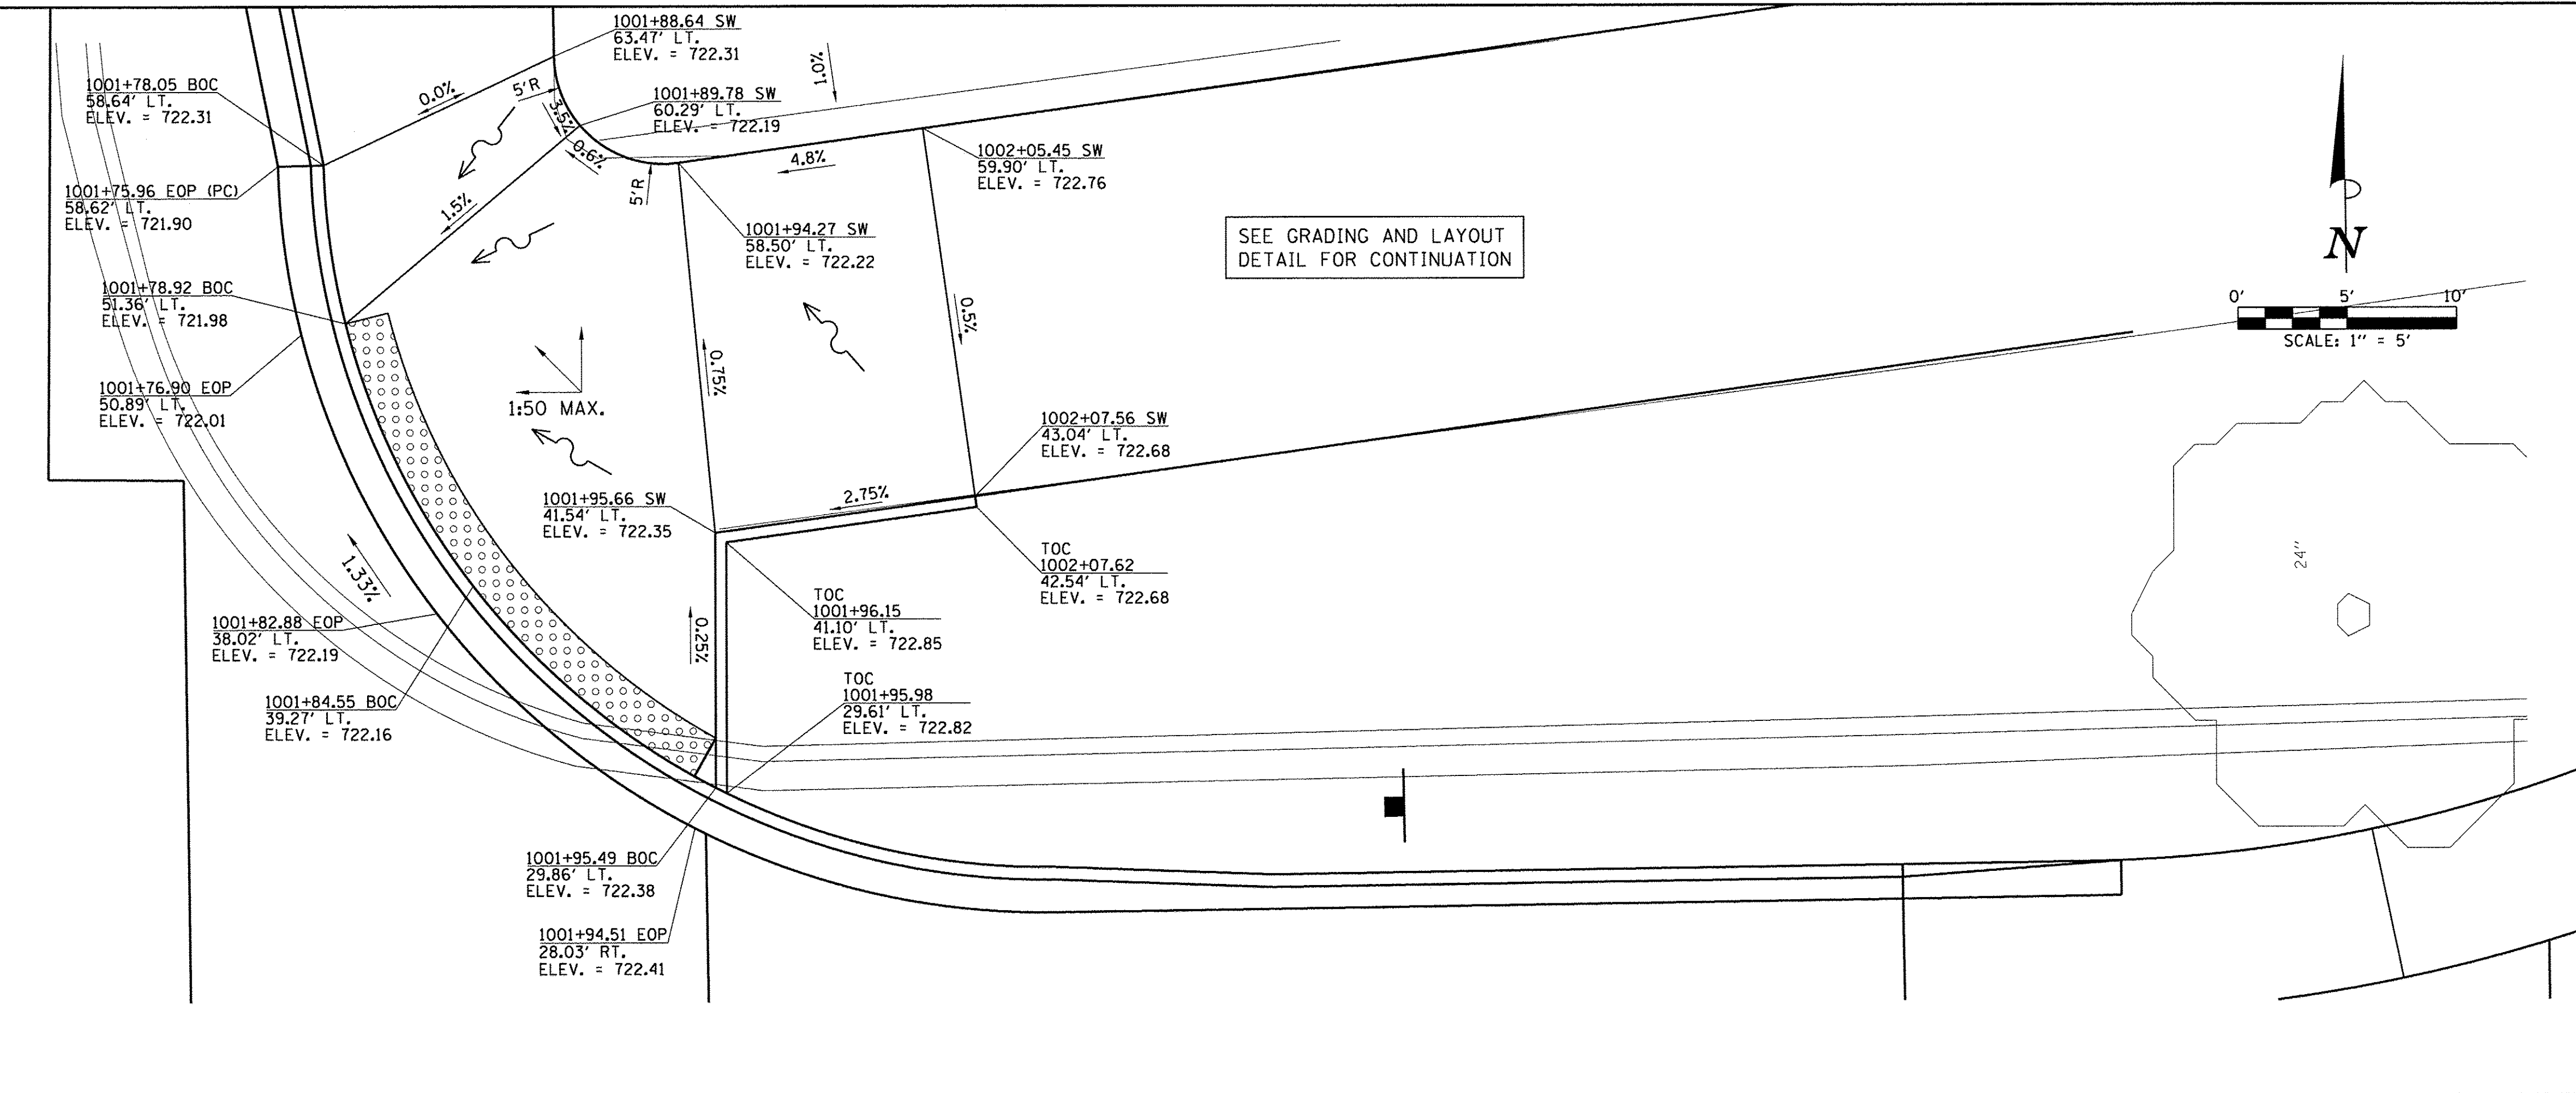 1001+88.64 SW
63.47' LT.
ELEV. = 722.31
1.0%
1001+78.05 BOC
58.64' LT.
ELEV. = 722.31
0.0%
5'R
3.5%
1001+89.78 SW
60.29' LT.
ELEV. = 722.19
0.6%
4.8%
1002+05.45 SW
59.90' LT.
ELEV. = 722.76
1001+75.96 EOP (PC)
58.62' LT.
ELEV. = 721.90
1.5%
5'R
1001+94.27 SW
58.50' LT.
ELEV. = 722.22
SEE GRADING AND LAYOUT
DETAIL FOR CONTINUATION
N
0' 5' 10'
SCALE: 1" = 5'
1001+78.92 BOC
51.36' LT.
ELEV. = 721.98
0.5%
0.75%
1001+76.90 EOP
50.89' LT.
ELEV. = 722.01
1:50 MAX.
1002+07.56 SW
43.04' LT.
ELEV. = 722.68
2.75%
1001+95.66 SW
41.54' LT.
ELEV. = 722.35
24"
1.33%
TOC
1002+07.62
42.54' LT.
ELEV. = 722.68
TOC
1001+96.15
41.10' LT.
ELEV. = 722.85
0.25%
1001+82.88 EOP
38.02' LT.
ELEV. = 722.19
TOC
1001+95.98
29.61' LT.
ELEV. = 722.82
1001+84.55 BOC
39.27' LT.
ELEV. = 722.16
1001+95.49 BOC
29.86' LT.
ELEV. = 722.38
1001+94.51 EOP
28.03' RT.
ELEV. = 722.41